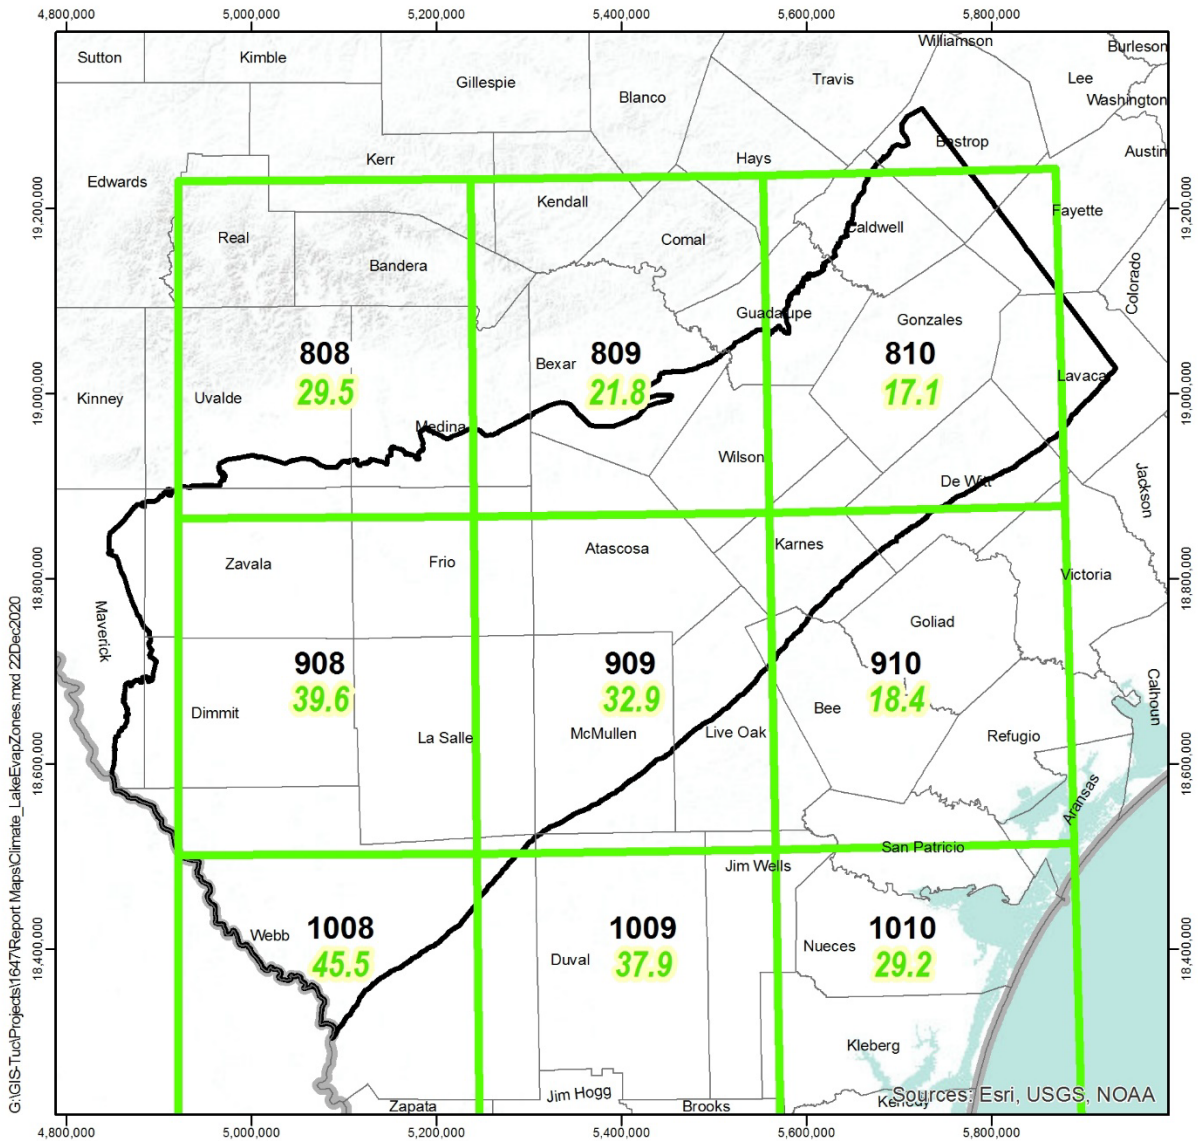 4,800,000 5,000,000 5,200,000 5,400,000 5,600,000 5,800,000
Williamson
Burleson
Sutton Kimble
Gillespie Travis Lee
Blanco Washington
Bastrop
Austin
Kerr Hays
Edwards
19,200,000 19,200,000
Kendall Fayette
Real Comal Caldwell
Bandera Colorado
Guadalupe Gonzales
808 809 810
29.5 21.8 17.1
Bexar
Kinney Uvalde Lavaca
19,000,000 19,000,000
Medina
Wilson
De Witt Jackson
Zavala Frio Atascosa Karnes
18,800,000 18,800,000
Victoria
Maverick Goliad
908 909 910
39.6 32.9 18.4
Dimmit La Salle McMullen Live Oak Bee Calhoun
Refugio
18,600,000 18,600,000
Aransas
San Patricio
Jim Wells
1008 1009 1010
45.5 37.9 29.2
Webb Duval Nueces
18,400,000 18,400,000
Kleberg
Zapata Jim Hogg Brooks Kenedy
Sources: Esri, USGS, NOAA
4,800,000 5,000,000 5,200,000 5,400,000 5,600,000 5,800,000
G:\GIS-Tuc\Projects\1647\Report Maps\Climate_LakeEvapZones.mxd 22Dec2020